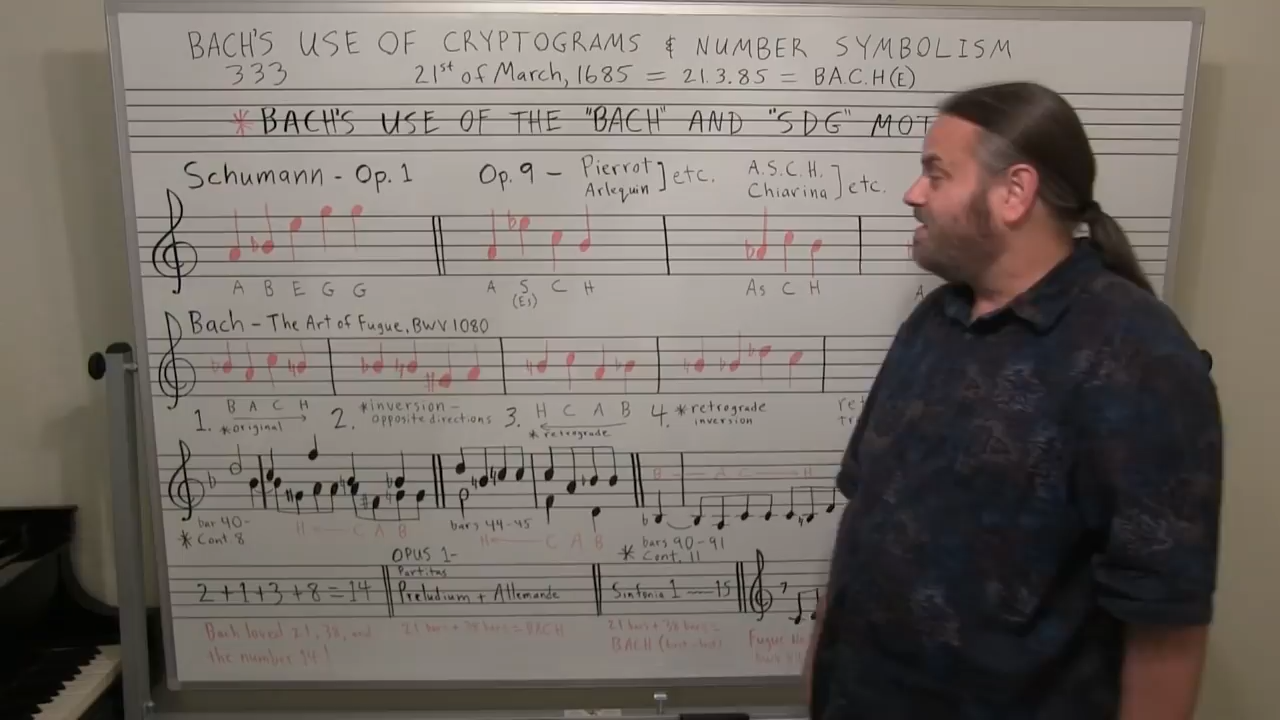 BACH'S USE OF CRYPTOGRAMS & NUMBER SYMBOLISM
333 21st of March, 1685 = 21.3.85 = BA.C.H(E)
*BACH'S USE OF THE "BACH" AND "SDG" MOT
Schumann - Op. 1 Op. 9 - Pierrot Arlequin ] etc. A.S.C.H. Chiarina ] etc.
A B E G G A S (Es) C H As C H A
Bach - The Art of Fugue, BWV 1080
1. B A C H *original 2. *inversion - opposite directions 3. H C A B *retrograde 4. *retrograde inversion ret
B A C H
bar 40- *Cont. 8 H C A B bars 44-45 H C A B bars 90-91 *Cont. 11
OPUS 1-
Partitas
2+1+3+8=14 Preludium + Allemande Sinfonia 1 — 15
Bach loved 21, 38, and the number 14! 21 bars + 38 bars = BACH 21 bars + 38 bars = BACH Fugue